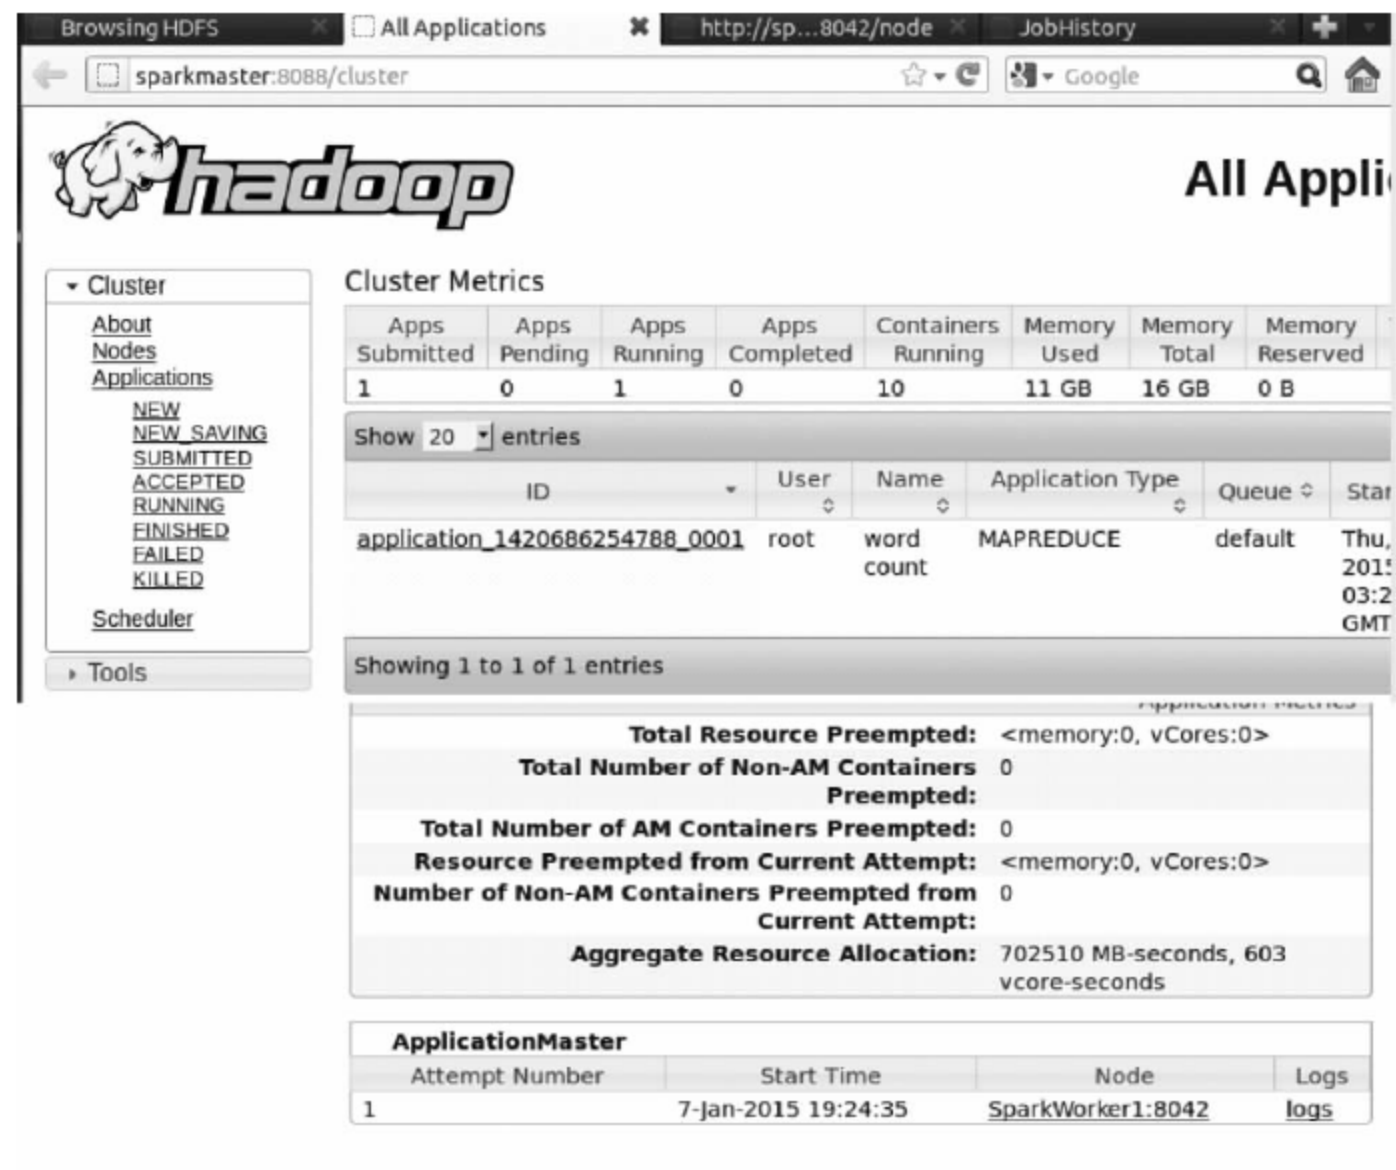 Browsing HDFS
All Applications
http://sp...8042/node
JobHistory
sparkmaster:8088/cluster
Google
hadoop
All Appli
Cluster
About
Nodes
Applications
NEW
NEW_SAVING
SUBMITTED
ACCEPTED
RUNNING
FINISHED
FAILED
KILLED
Scheduler
Tools
Cluster Metrics
Apps Submitted Apps Pending Apps Running Apps Completed Containers Running Memory Used Memory Total Memory Reserved
1 0 1 0 10 11 GB 16 GB 0 B
Show 20 entries
ID User Name Application Type Queue Star
application_1420686254788_0001 root word count MAPREDUCE default Thu, 2015 03:2 GMT
Showing 1 to 1 of 1 entries
Application Metrics
Total Resource Preempted: <memory:0, vCores:0>
Total Number of Non-AM Containers 0
Preempted:
Total Number of AM Containers Preempted: 0
Resource Preempted from Current Attempt: <memory:0, vCores:0>
Number of Non-AM Containers Preempted from 0
Current Attempt:
Aggregate Resource Allocation: 702510 MB-seconds, 603
vcore-seconds
ApplicationMaster
Attempt Number Start Time Node Logs
1 7-Jan-2015 19:24:35 SparkWorker1:8042 logs